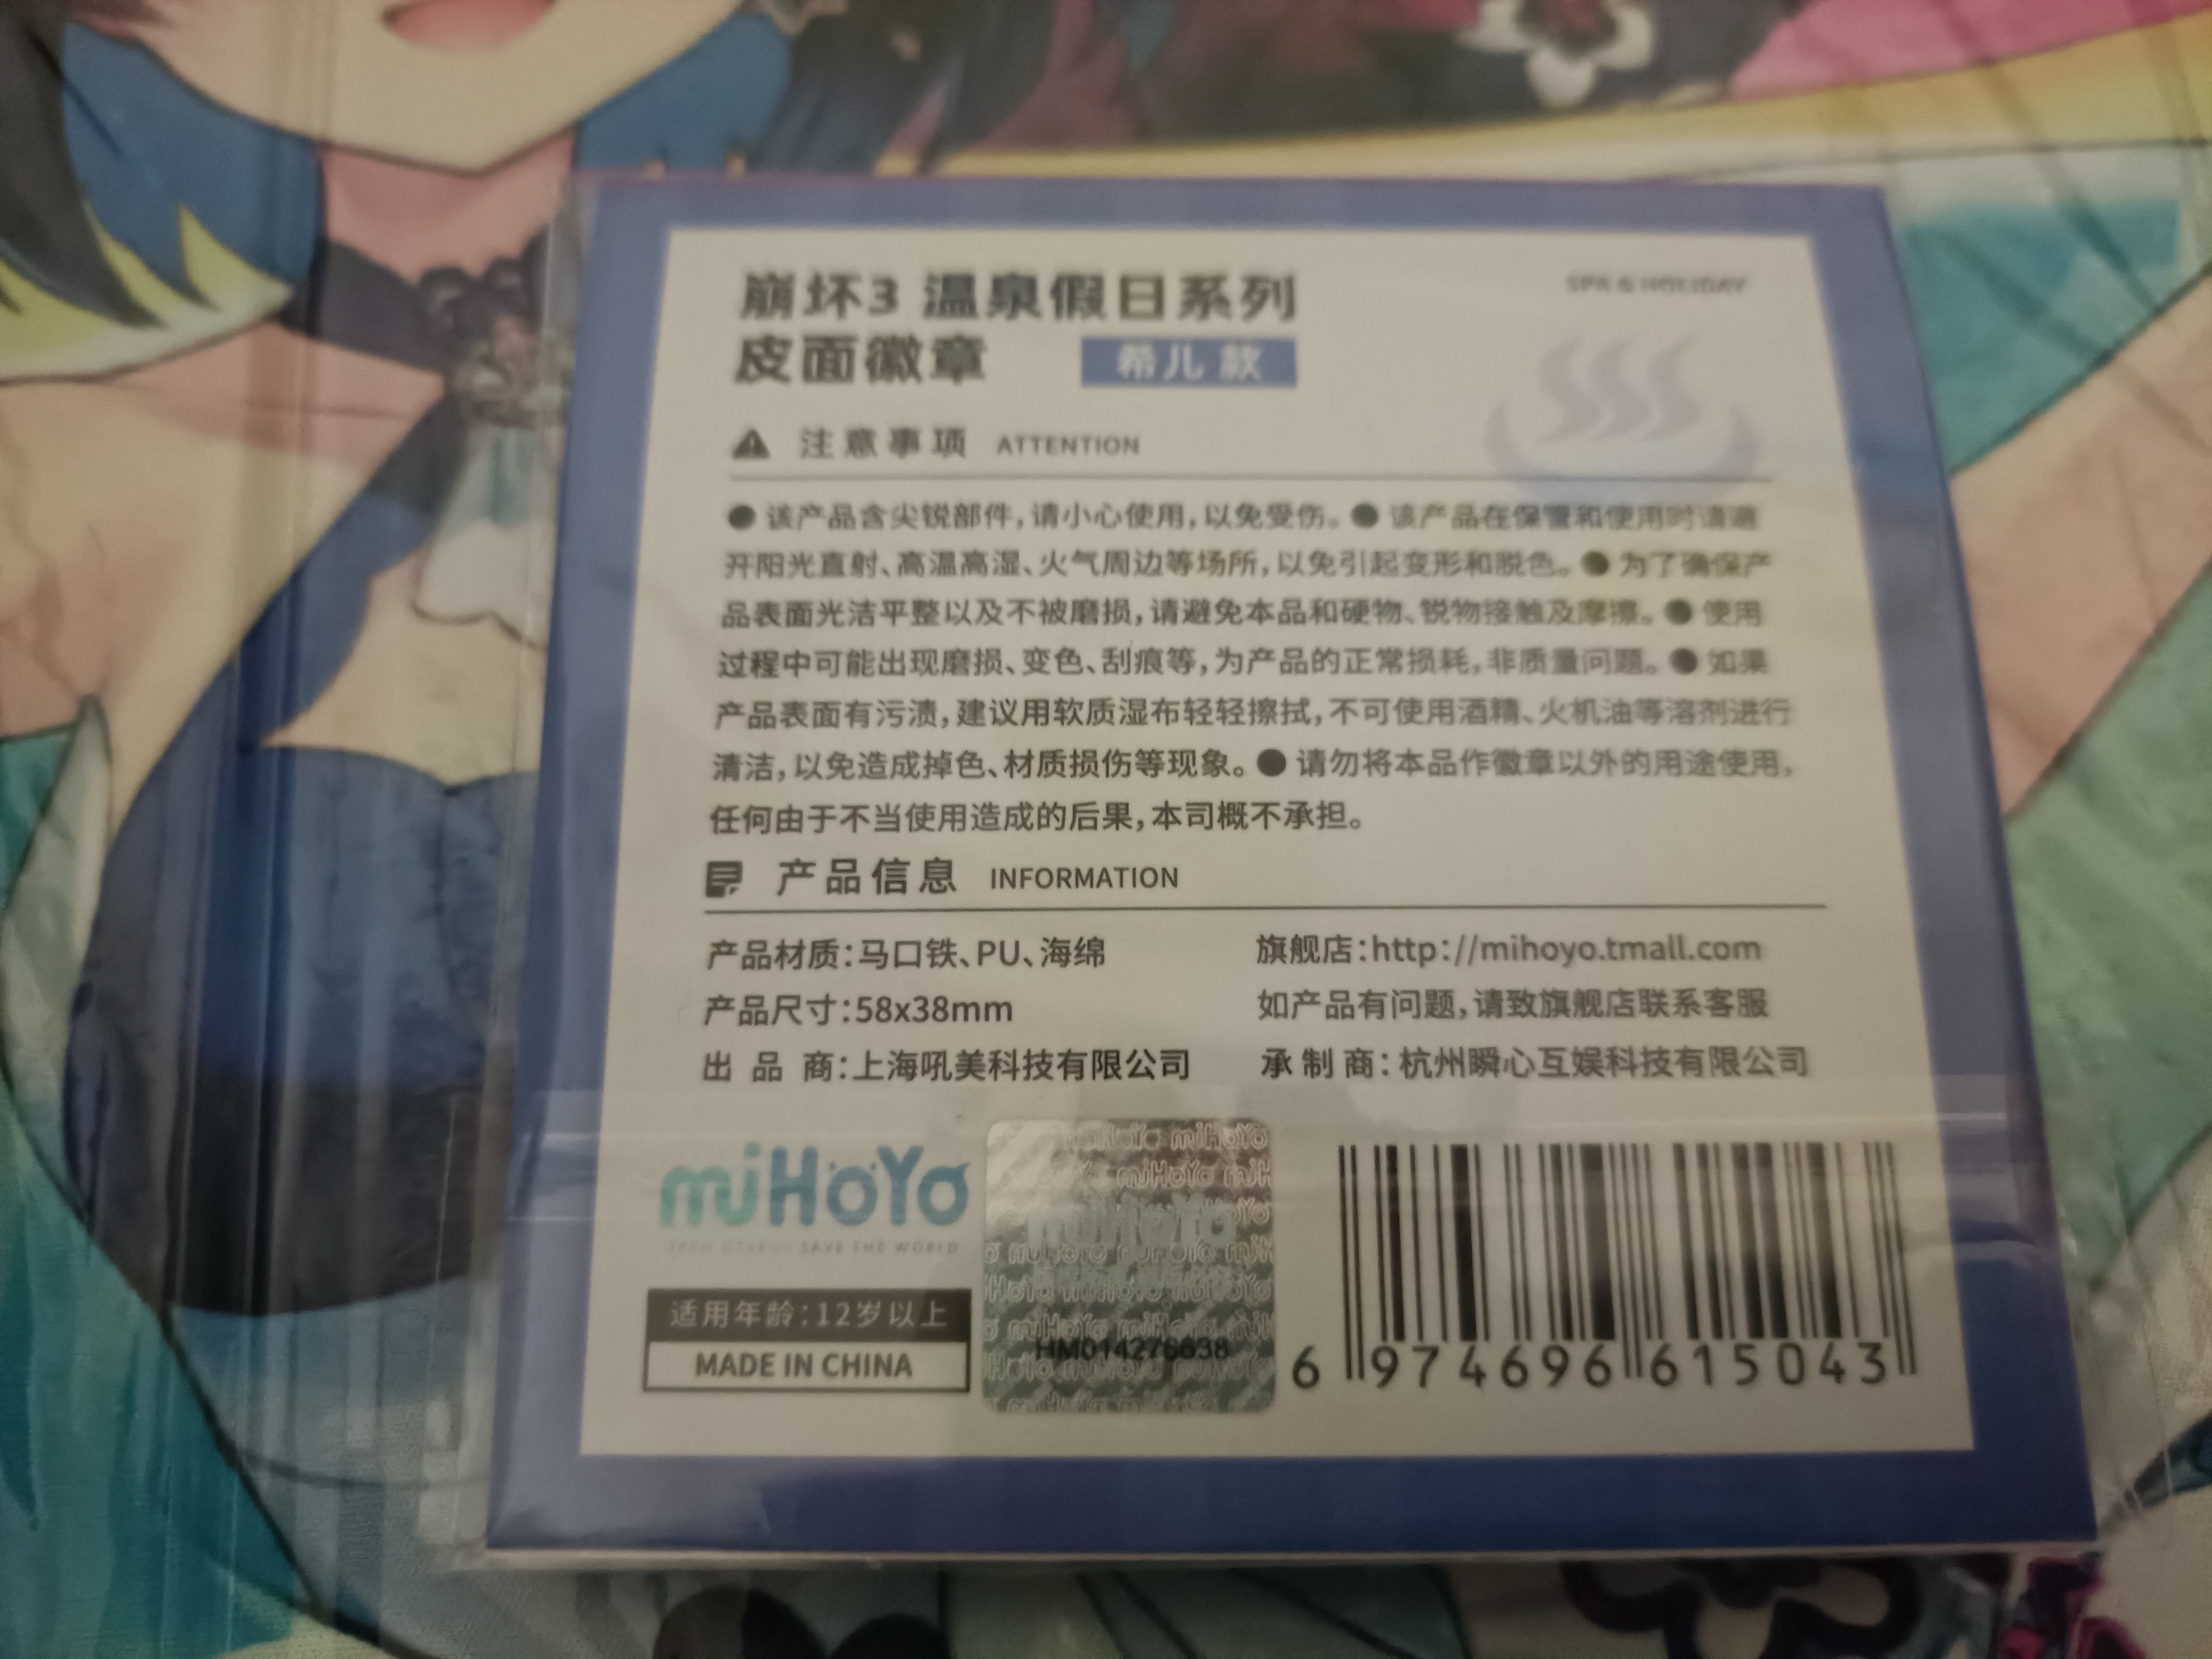 崩坏3 温泉假日系列
皮面徽章 希儿 款
SPA & HOLIDAY
注意事项 ATTENTION
● 该产品含尖锐部件,请小心使用,以免受伤。● 该产品在保管和使用时请避
开阳光直射、高温高湿、火气周边等场所,以免引起变形和脱色。● 为了确保产
品表面光洁平整以及不被磨损,请避免本品和硬物、锐物接触及摩擦。● 使用
过程中可能出现磨损、变色、刮痕等,为产品的正常损耗,非质量问题。● 如果
产品表面有污渍,建议用软质湿布轻轻擦拭,不可使用酒精、火机油等溶剂进行
清洁,以免造成掉色、材质损伤等现象。● 请勿将本品作徽章以外的用途使用,
任何由于不当使用造成的后果,本司概不承担。
产品信息 INFORMATION
产品材质:马口铁、PU、海绵
旗舰店:http://mihoyo.tmall.com
产品尺寸:58x38mm
如产品有问题,请致旗舰店联系客服
出 品 商:上海吼美科技有限公司
承 制 商:杭州瞬心互娱科技有限公司
miHoYo
TECH OTAKUS SAVE THE WORLD
适用年龄:12岁以上
MADE IN CHINA
miHoYo
HM014276638
6 974696 615043